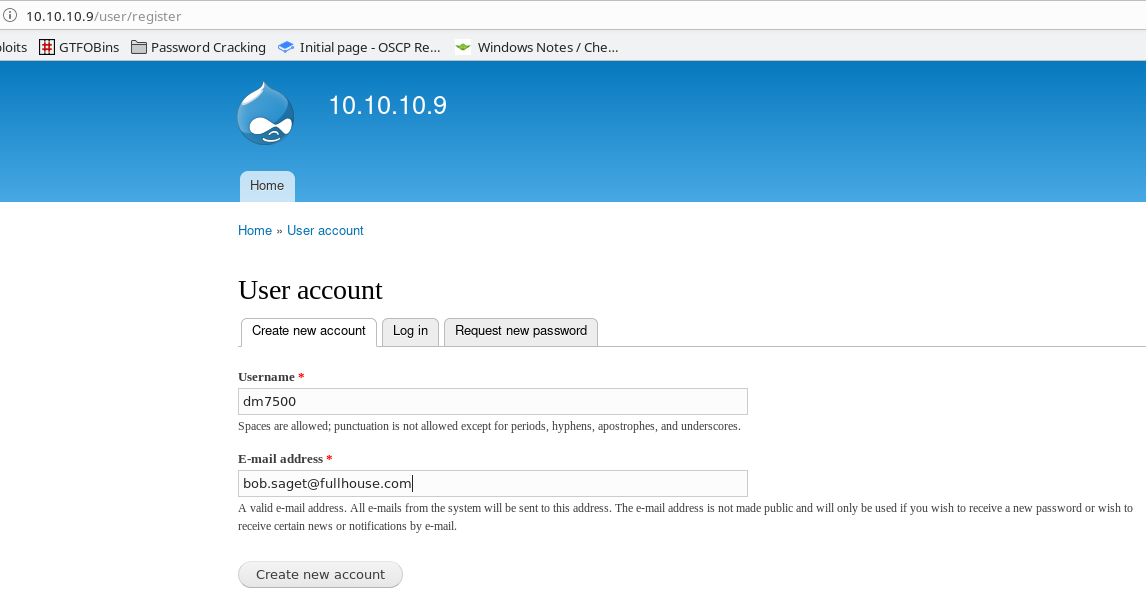 10.10.10.9/user/register
loits GTFOBins Password Cracking Initial page - OSCP Re... Windows Notes / Che...
10.10.10.9
Home
Home » User account
User account
Create new account Log in Request new password
Username *
dm7500
Spaces are allowed; punctuation is not allowed except for periods, hyphens, apostrophes, and underscores.
E-mail address *
bob.saget@fullhouse.com
A valid e-mail address. All e-mails from the system will be sent to this address. The e-mail address is not made public and will only be used if you wish to receive a new password or wish to
receive certain news or notifications by e-mail.
Create new account